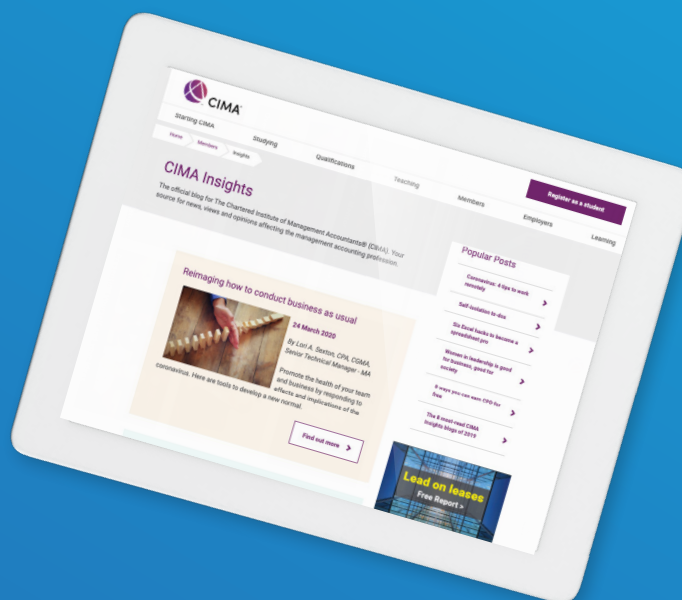 CIMA
Starting CIMA
Studying
Qualifications
Teaching
Members
Employers
Learning
Register as a student
Home
Members
Insights
CIMA Insights
The official blog for The Chartered Institute of Management Accountants® (CIMA). Your
source for news, views and opinions affecting the management accounting profession.
Reimaging how to conduct business as usual
24 March 2020
By Lori A. Sexton, CPA, CGMA,
Senior Technical Manager - MA
Promote the health of your team
and business by responding to
effects and implications of the
coronavirus. Here are tools to develop a new normal.
Find out more
Popular Posts
Coronavirus: 4 tips to work
remotely
Self-isolation to-dos
Six Excel hacks to become a
spreadsheet pro
Women in leadership is good
for business, good for
society
ways you can earn CPD for
free
The 8 most-read CIMA
Insights blogs of 2019
Lead on leases
Free Report >